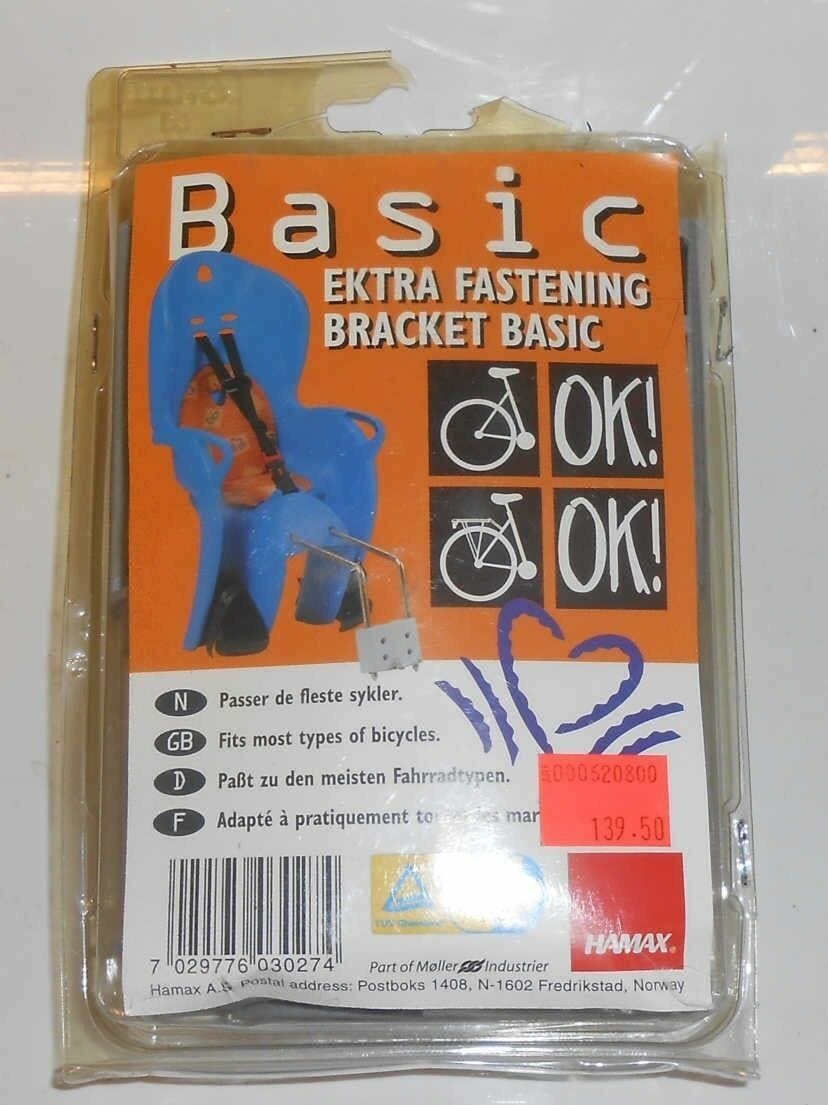 Basic
EKTRA FASTENING
BRACKET BASIC
OK!
OK!
N Passer de fleste sykler.
GB Fits most types of bicycles.
D Paßt zu den meisten Fahrradtypen.
F Adapté à pratiquement mar
000520800
139.50
HAMAX®
7 029776 030274
Part of Møller Industrier
Hamax A.S Postal address: Postboks 1408, N-1602 Fredrikstad, Norway